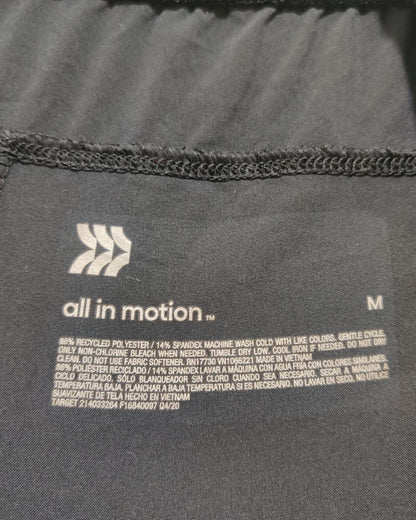 all in motion™
M
86% RECYCLED POLYESTER / 14% SPANDEX MACHINE WASH COLD WITH LIKE COLORS, GENTLE CYCLE,
ONLY NON-CHLORINE BLEACH WHEN NEEDED, TUMBLE DRY LOW, COOL IRON IF NEEDED, DO NOT DRY
CLEAN, DO NOT USE FABRIC SOFTENER. RN17730 VN1066221 MADE IN VIETNAM
86% POLIÉSTER RECICLADO / 14% SPANDEX LAVAR A MÁQUINA CON AGUA FRÍA CON COLORES SIMILARES,
CICLO DELICADO. SÓLO BLANQUEADOR SIN CLORO CUANDO SEA NECESARIO. SECAR A MÁQUINA A
TEMPERATURA BAJA. PLANCHAR A TEMPERATURA BAJA SI ES NECESARIO. NO LAVAR EN SECO. NO UTILIZAR
SUAVIZANTE DE TELA HECHO EN VIETNAM
TARGET 214033264 F16840097 Q4/20